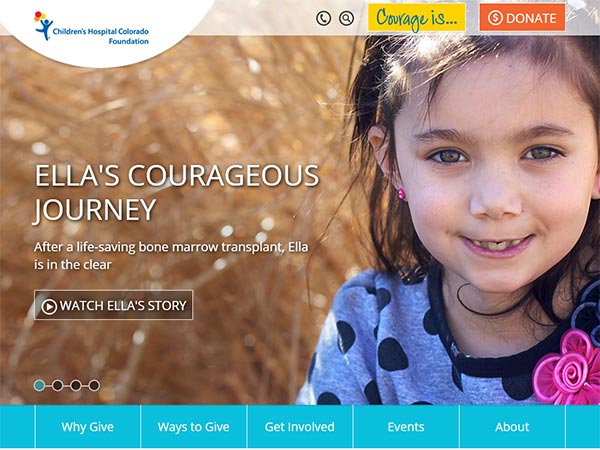 Children's Hospital Colorado
Foundation
Courage is...
$ DONATE
ELLA'S COURAGEOUS
JOURNEY
After a life-saving bone marrow transplant, Ella
is in the clear
WATCH ELLA'S STORY
Why Give
Ways to Give
Get Involved
Events
About